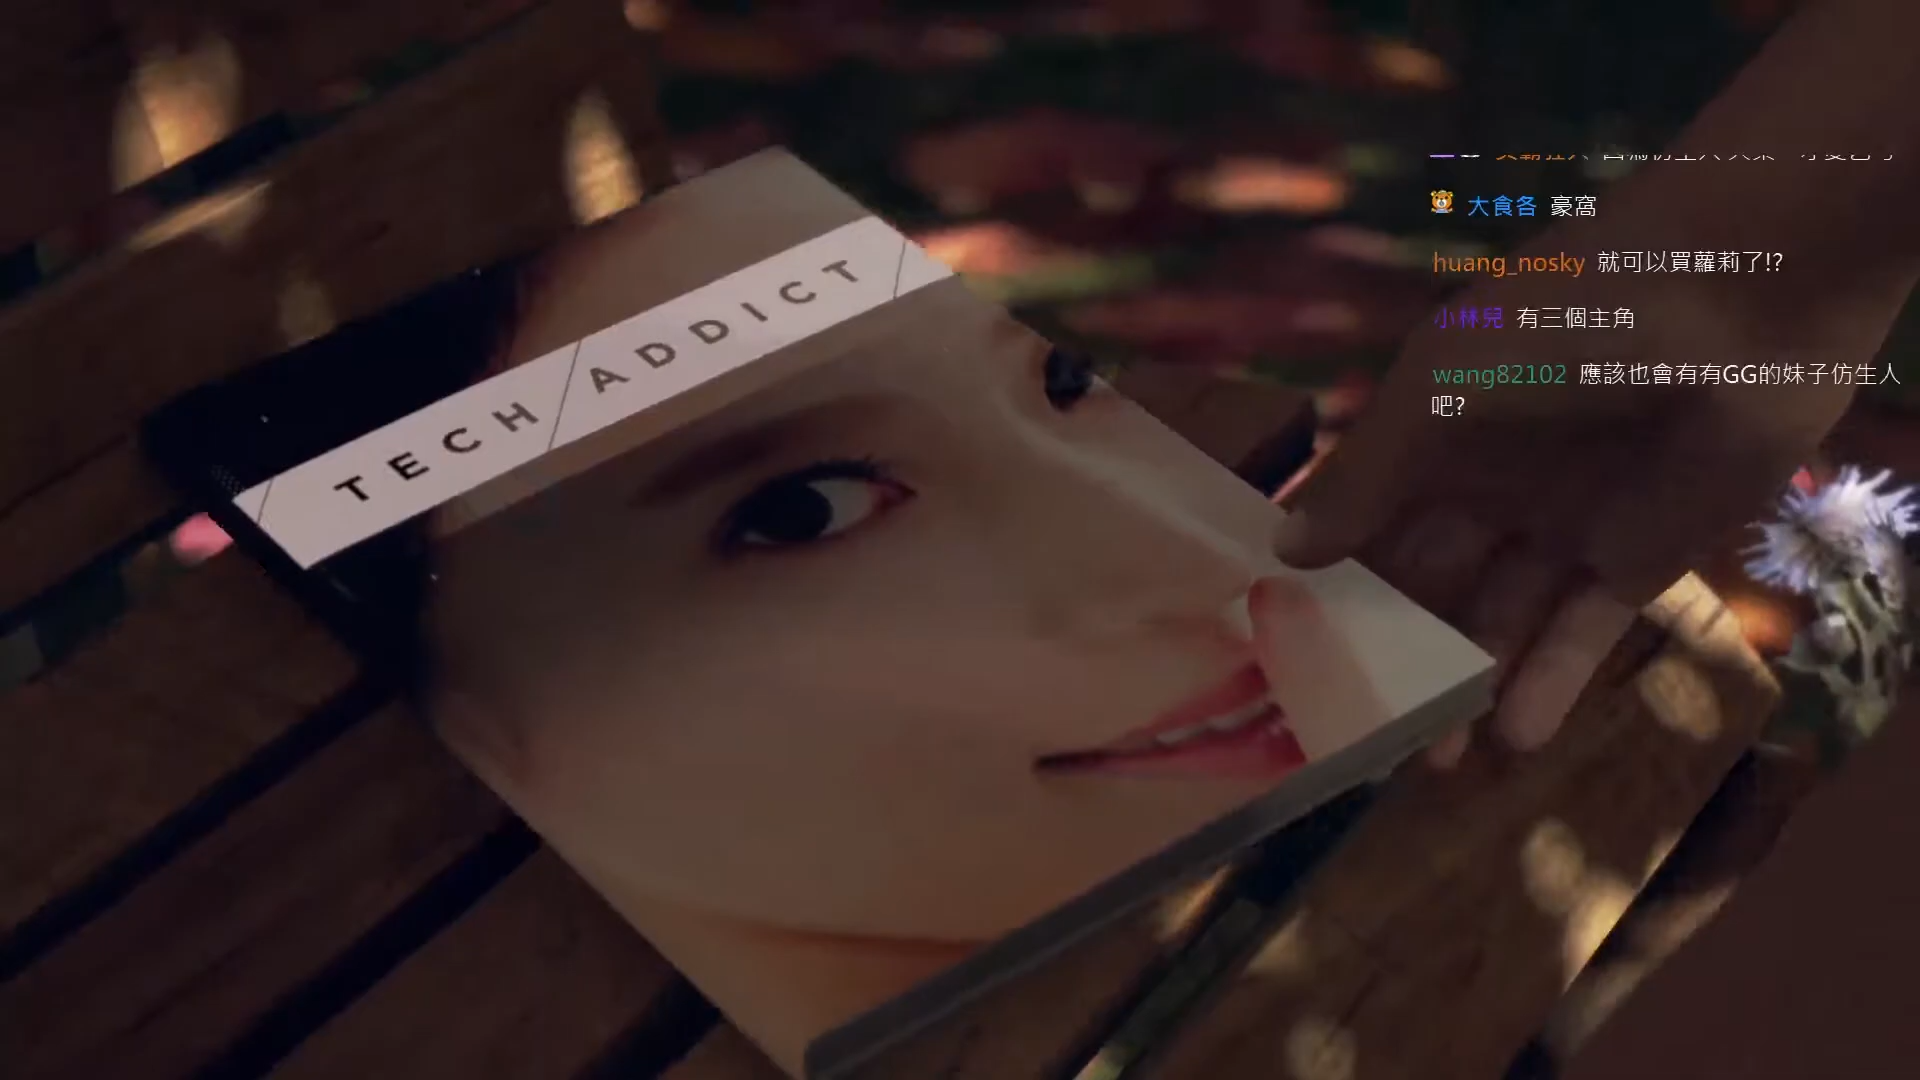 TECH ADDICT
大食各 豪窩
huang_nosky 就可以買蘿莉了!?
小林兒 有三個主角
wang82102 應該也會有有GG的妹子仿生人
吧?